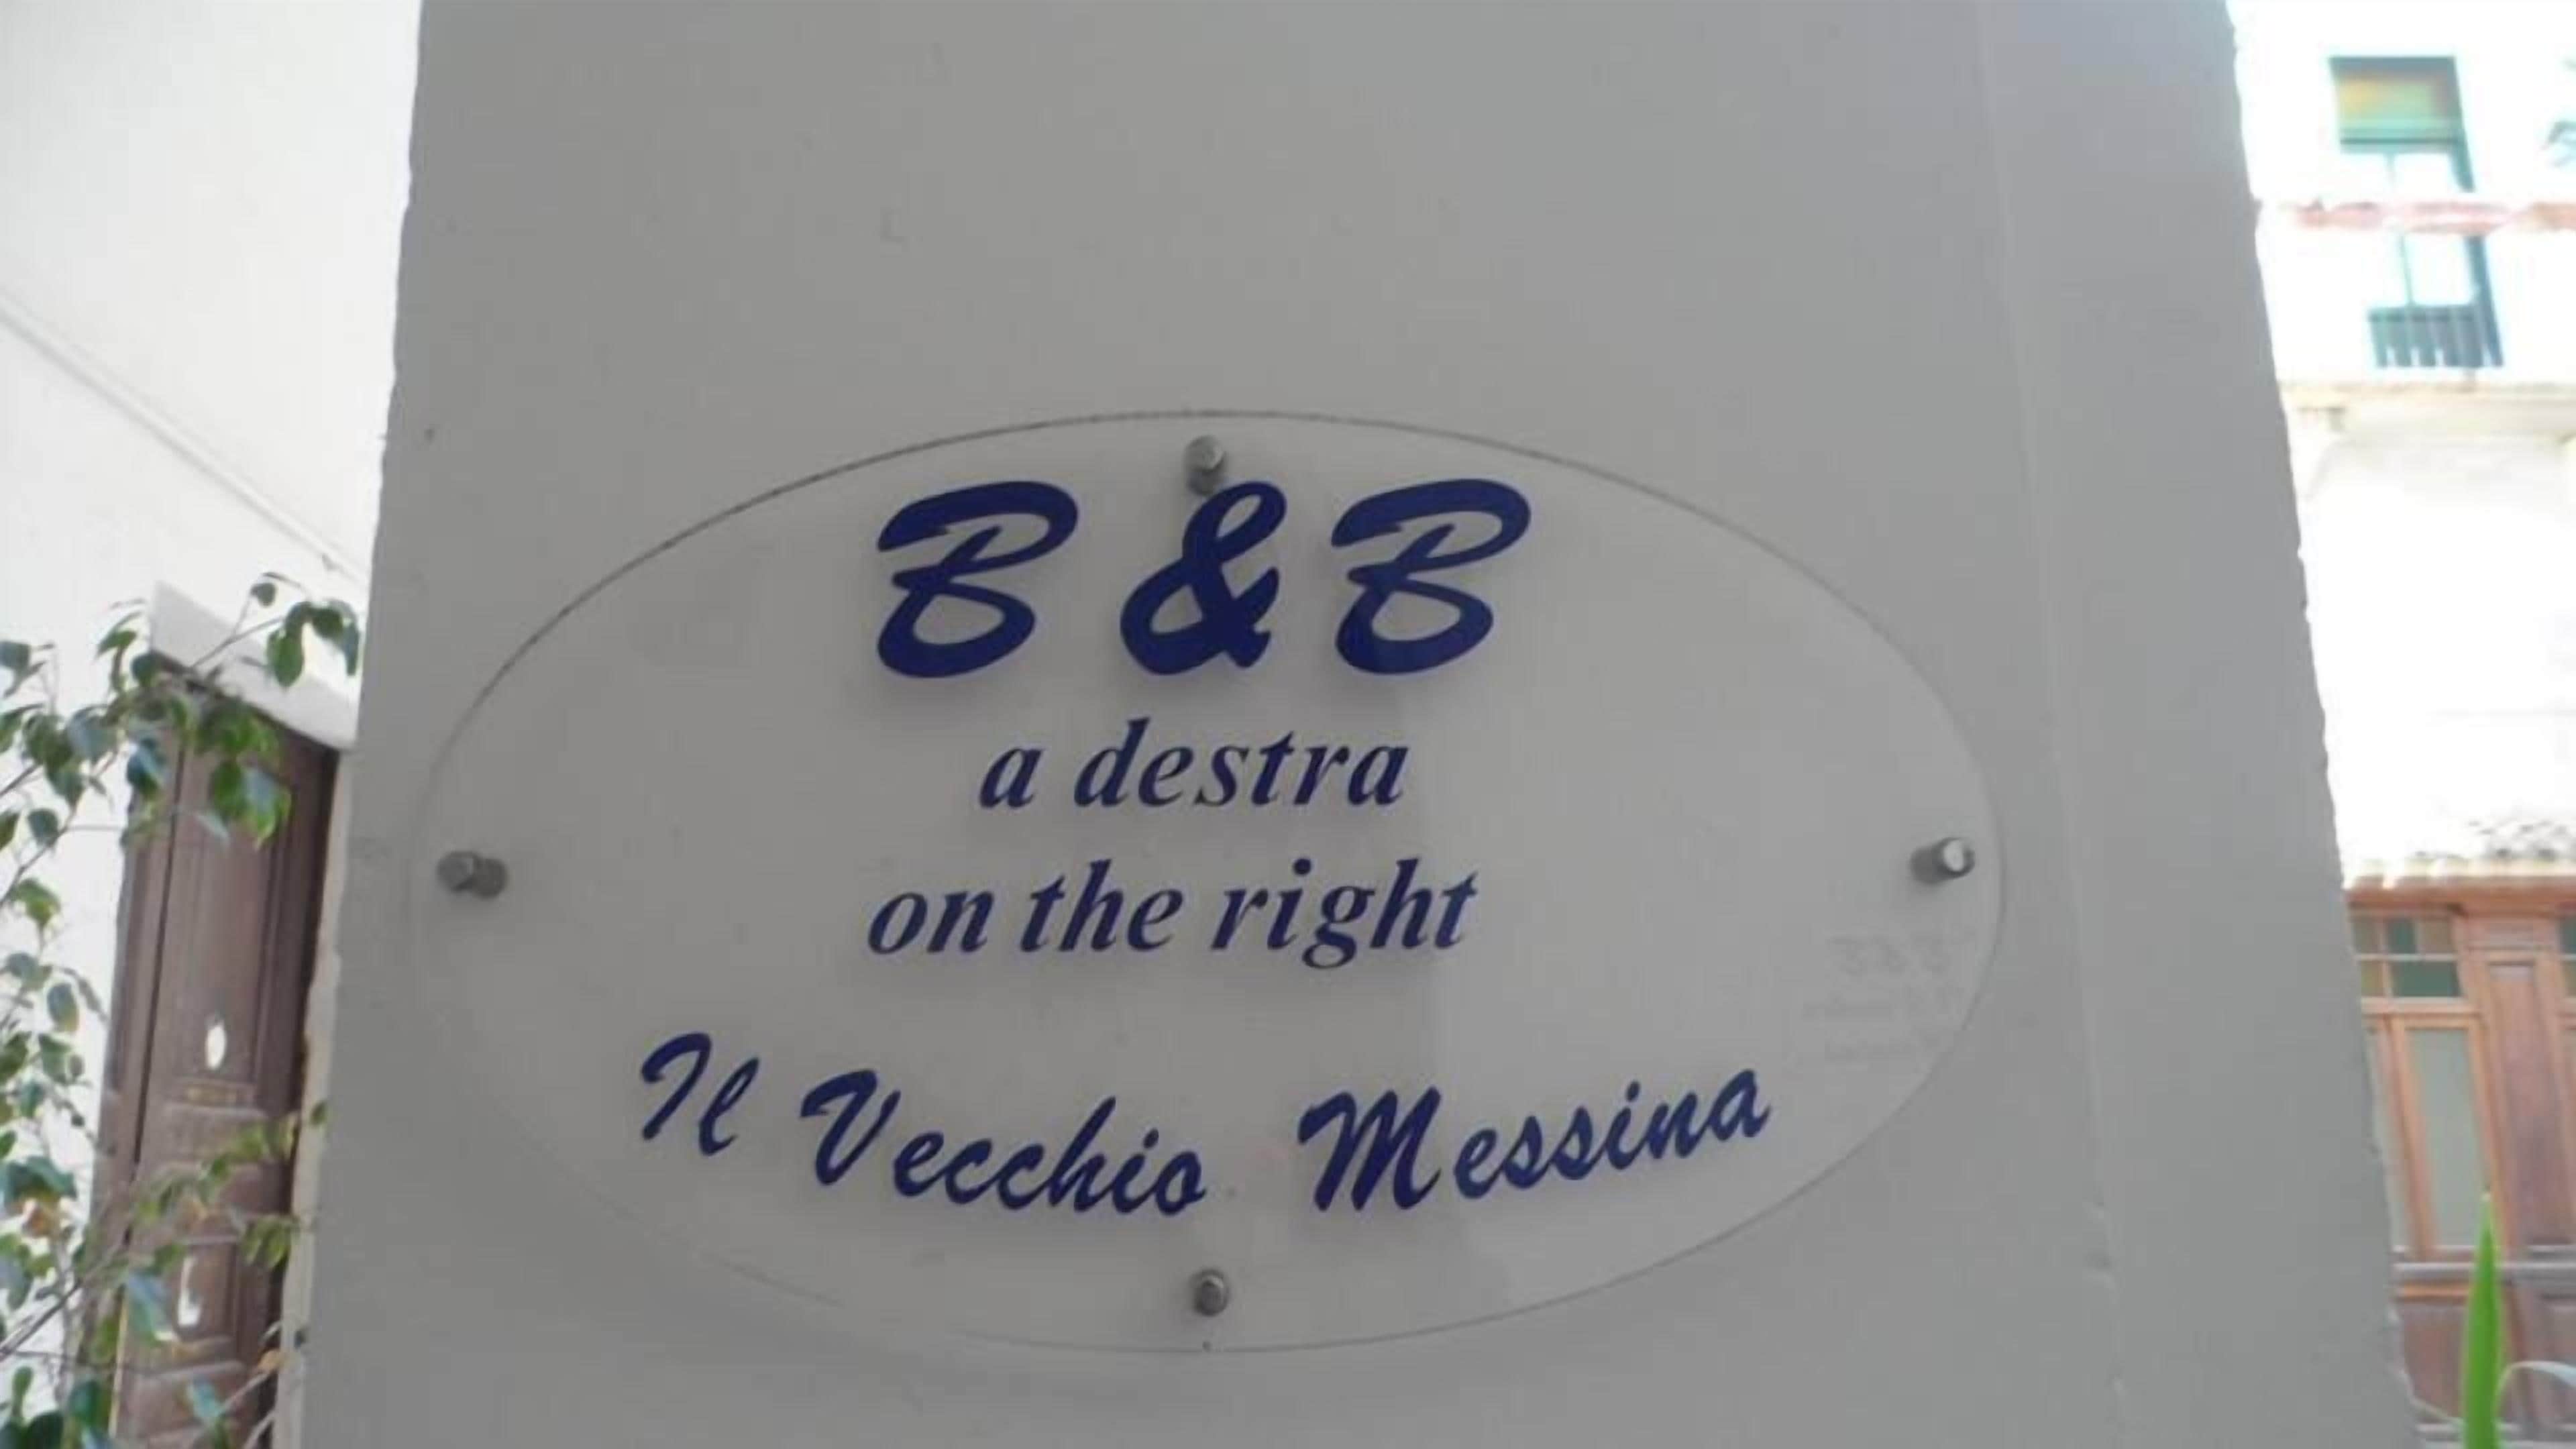 B & B
a destra
on the right
Il Vecchio Messina